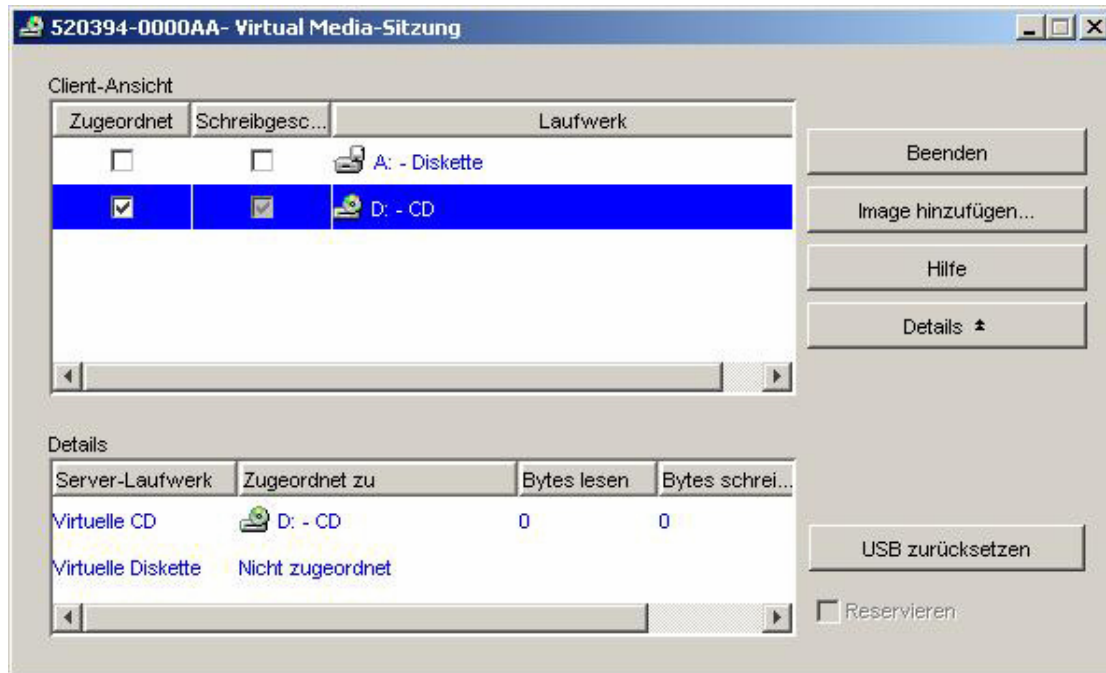 520394-0000AA- Virtual Media-Sitzung
Client-Ansicht
Zugeordnet Schreibgesc... Laufwerk
A: - Diskette
D: - CD
Beenden
Image hinzufügen...
Hilfe
Details
Details
Server-Laufwerk Zugeordnet zu Bytes lesen Bytes schrei...
Virtuelle CD D: - CD 0 0
Virtuelle Diskette Nicht zugeordnet
USB zurücksetzen
Reservieren